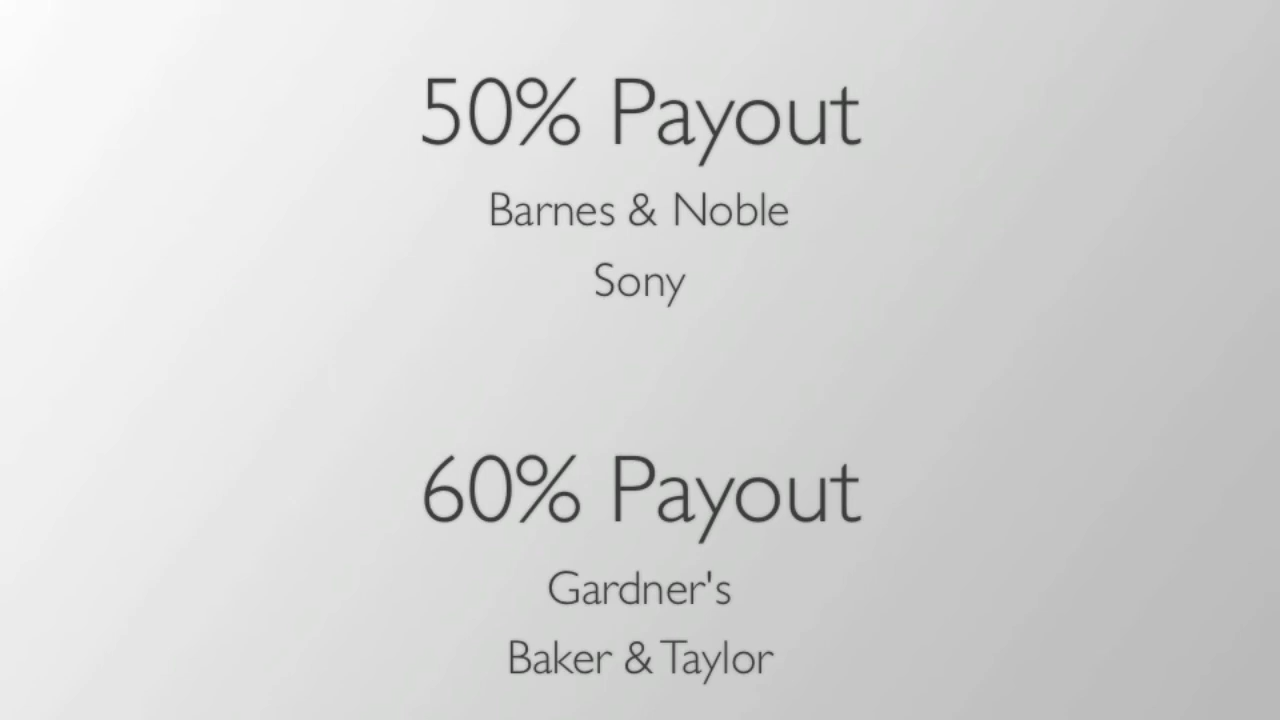 50% Payout
Barnes & Noble
Sony
60% Payout
Gardner's
Baker & Taylor